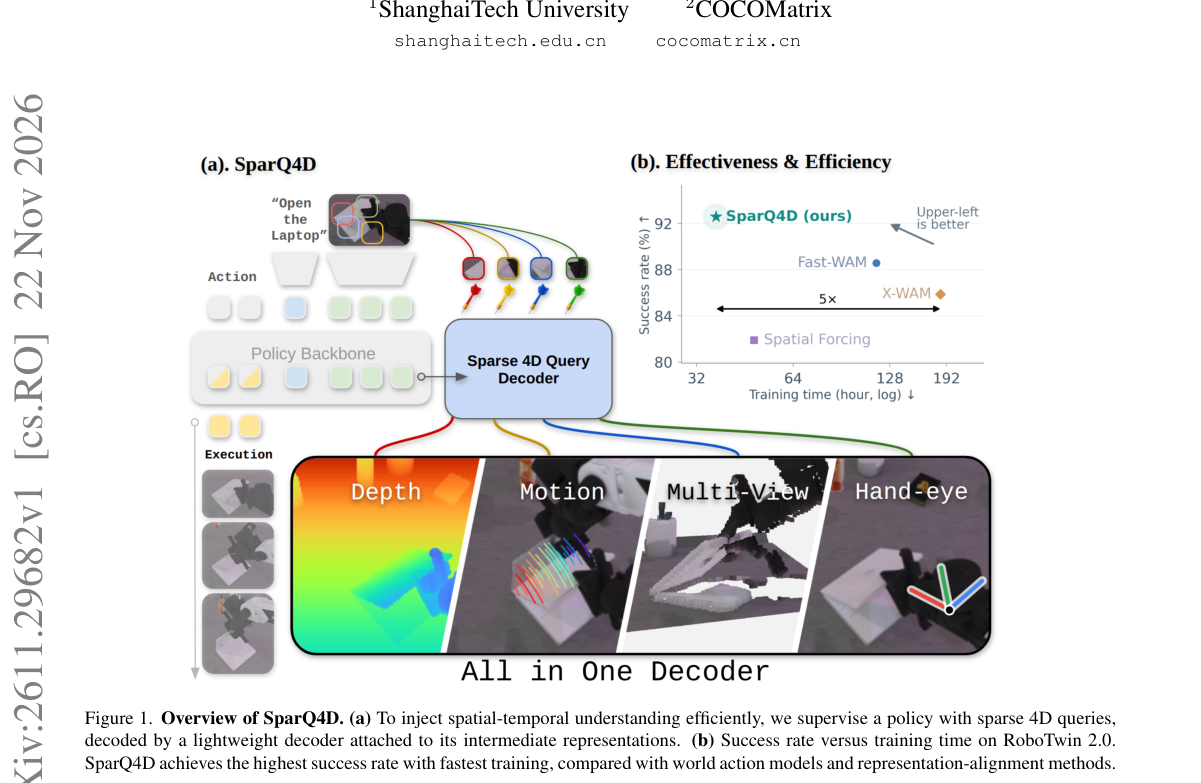 ¹ShanghaiTech University ²COCOMatrix
shanghaitech.edu.cn cocomatrix.cn
Xiv:2611.29682v1 [cs.RO] 22 Nov 2026
(a). SparQ4D
“Open
the
Laptop”
Action
Policy Backbone
Sparse 4D Query
Decoder
Execution
Depth
Motion
Multi-View
Hand-eye
All in One Decoder
(b). Effectiveness & Efficiency
Success rate (%) ↑
92
88
84
80
SparQ4D (ours)
Upper-left
is better
Fast-WAM
X-WAM
5×
Spatial Forcing
32 64 128 192
Training time (hour, log) ↓
Figure 1. Overview of SparQ4D. (a) To inject spatial-temporal understanding efficiently, we supervise a policy with sparse 4D queries,
decoded by a lightweight decoder attached to its intermediate representations. (b) Success rate versus training time on RoboTwin 2.0.
SparQ4D achieves the highest success rate with fastest training, compared with world action models and representation-alignment methods.